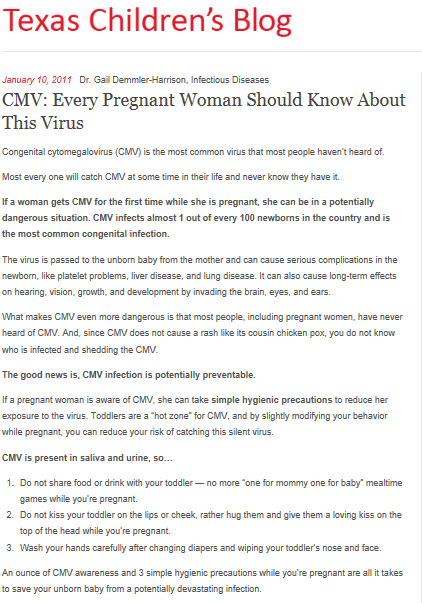 Texas Children's Blog
January 10, 2011 Dr. Gail Demmler-Harrison, Infectious Diseases
CMV: Every Pregnant Woman Should Know About
This Virus
Congenital cytomegalovirus (CMV) is the most common virus that most people haven't heard of.
Most every one will catch CMV at some time in their life and never know they have it.
If a woman gets CMV for the first time while she is pregnant, she can be in a potentially
dangerous situation. CMV infects almost 1 out of every 100 newborns in the country and is
the most common congenital infection.
The virus is passed to the unborn baby from the mother and can cause serious complications in the
newborn, like platelet problems, liver disease, and lung disease. It can also cause long-term effects
on hearing, vision, growth, and development by invading the brain, eyes, and ears.
What makes CMV even more dangerous is that most people, including pregnant women, have never
heard of CMV. And, since CMV does not cause a rash like its cousin chicken pox, you do not know
who is infected and shedding the CMV.
The good news is, CMV infection is potentially preventable.
If a pregnant woman is aware of CMV, she can take simple hygienic precautions to reduce her
exposure to the virus. Toddlers are a "hot zone" for CMV, and by slightly modifying your behavior
while pregnant, you can reduce your risk of catching this silent virus.
CMV is present in saliva and urine, so…
1. Do not share food or drink with your toddler — no more "one for mommy one for baby" mealtime
games while you're pregnant.
2. Do not kiss your toddler on the lips or cheek, rather hug them and give them a loving kiss on the
top of the head while you're pregnant.
3. Wash your hands carefully after changing diapers and wiping your toddler's nose and face.
An ounce of CMV awareness and 3 simple hygienic precautions while you're pregnant are all it takes
to save your unborn baby from a potentially devastating infection.